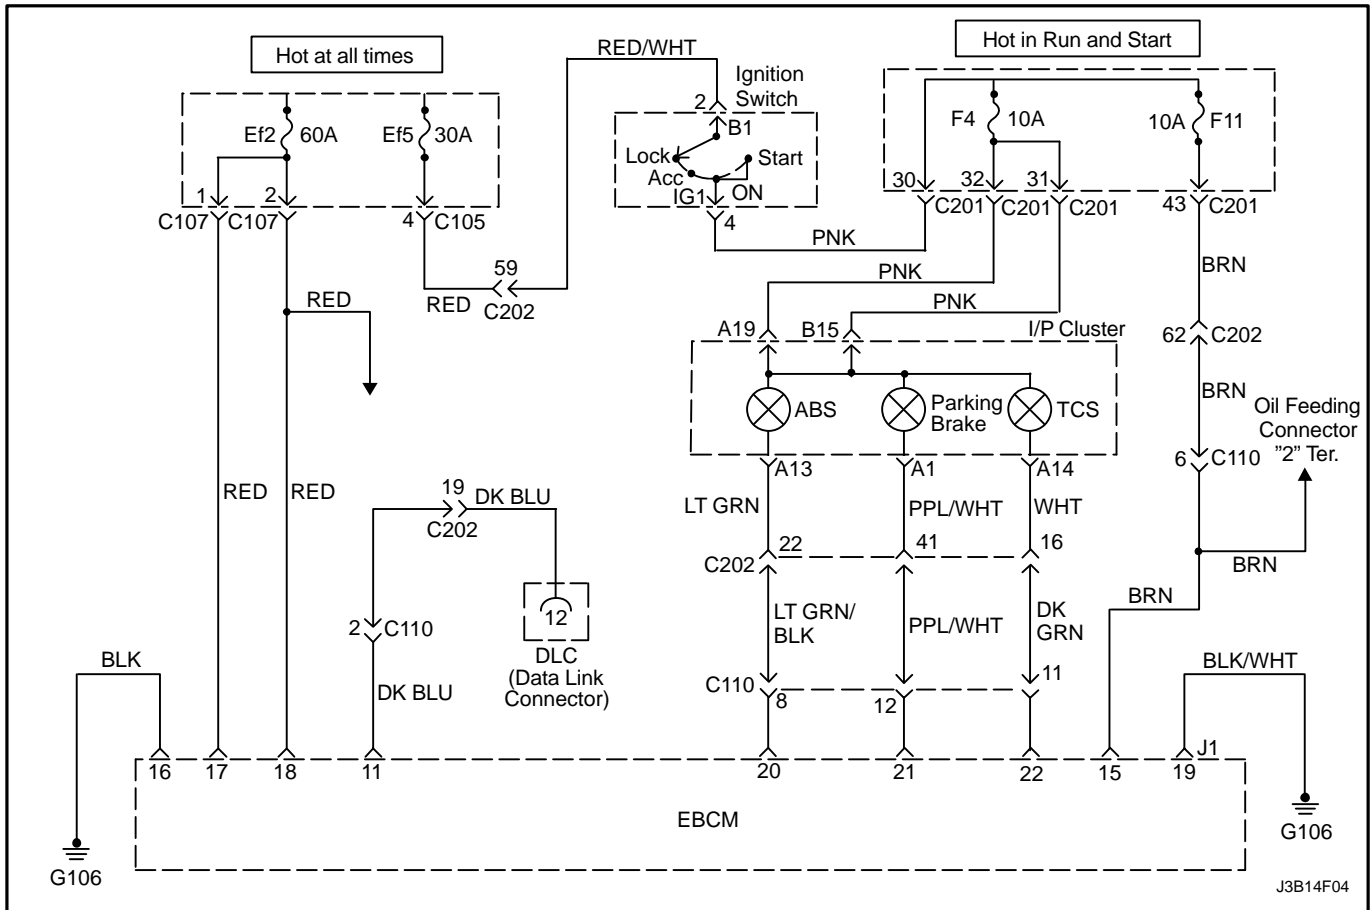 Hot at all times
RED/WHT
Ignition
Switch
Hot in Run and Start
2
B1
Ef2
60A
Ef5
30A
Lock
Start
Acc
IG1
ON
F4
10A
10A
F11
1
2
30
32
31
C107
C107
4
C105
4
C201
C201
C201
43
C201
PNK
59
RED
C202
RED
PNK
PNK
BRN
A19
B15
I/P Cluster
62
C202
ABS
Parking
Brake
TCS
BRN
Oil Feeding
Connector
”2” Ter.
A13
A1
A14
6
C110
RED
RED
19
DK BLU
C202
LT GRN
PPL/WHT
WHT
22
41
16
C202
BRN
12
DLC
(Data Link
Connector)
2
C110
LT GRN/
BLK
PPL/WHT
DK
GRN
BRN
BLK
DK BLU
C110
8
12
11
BLK/WHT
J1
16
17
18
11
20
21
22
15
19
EBCM
G106
G106
J3B14F04